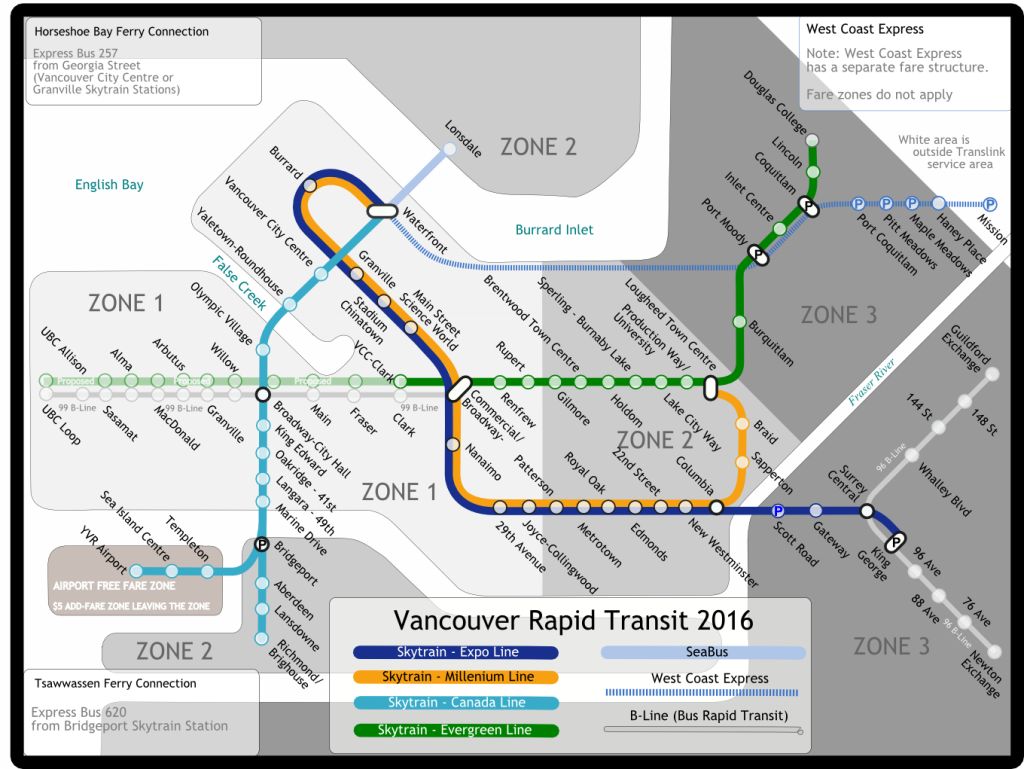 Horseshoe Bay Ferry Connection
Express Bus 257
from Georgia Street
(Vancouver City Centre or
Granville Skytrain Stations)
West Coast Express
Note: West Coast Express
has a separate fare structure.
Fare zones do not apply
White area is
outside Translink
service area
ZONE 2
Lonsdale
English Bay
Burrard Inlet
False Creek
Fraser River
Burrard
Waterfront
Vancouver City Centre
Yaletown-Roundhouse
Olympic Village
Granville
Stadium
Chinatown
Main Street
Science World
VCC-Clark
Commercial/
Broadway
Douglas College
Lincoln
Coquitlam
Inlet Centre
Port Moody
Burquitlam
Port Coquitlam
Pitt Meadows
Maple Meadows
Haney Place
Mission
ZONE 3
ZONE 1
UBC Allison
Alma
Arbutus
Willow
Proposed
Proposed
Proposed
99 B-Line
99 B-Line
99 B-Line
UBC Loop
Sasamat
MacDonald
Granville
Broadway-City Hall
Main
Fraser
Clark
Rupert
Renfrew
Brentwood Town Centre
Gilmore
Sperling - Burnaby Lake
Holdom
Production Way/
University
Lake City Way
Lougheed Town Centre
Braid
Sapperton
ZONE 2
ZONE 1
King Edward
Oakridge - 41st
Langara - 49th
Marine Drive
Bridgeport
Aberdeen
Lansdowne
Richmond/
Brighouse
Templeton
Sea Island Centre
YVR Airport
AIRPORT FREE FARE ZONE
$5 ADD-FARE ZONE LEAVING THE ZONE
ZONE 2
Nanaimo
29th Avenue
Joyce-Collingwood
Patterson
Metrotown
Royal Oak
Edmonds
22nd Street
New Westminster
Columbia
Scott Road
Gateway
Surrey
Central
King
George
Guildford
Exchange
148 St
144 St
Whalley Blvd
96 B-Line
96 Ave
88 Ave
76 Ave
96 B-Line
Newton
Exchange
ZONE 3
Tsawwassen Ferry Connection
Express Bus 620
from Bridgeport Skytrain Station
Vancouver Rapid Transit 2016
Skytrain - Expo Line
Skytrain - Millenium Line
Skytrain - Canada Line
Skytrain - Evergreen Line
SeaBus
West Coast Express
B-Line (Bus Rapid Transit)
P
P
P
P
P
P
P
P
P